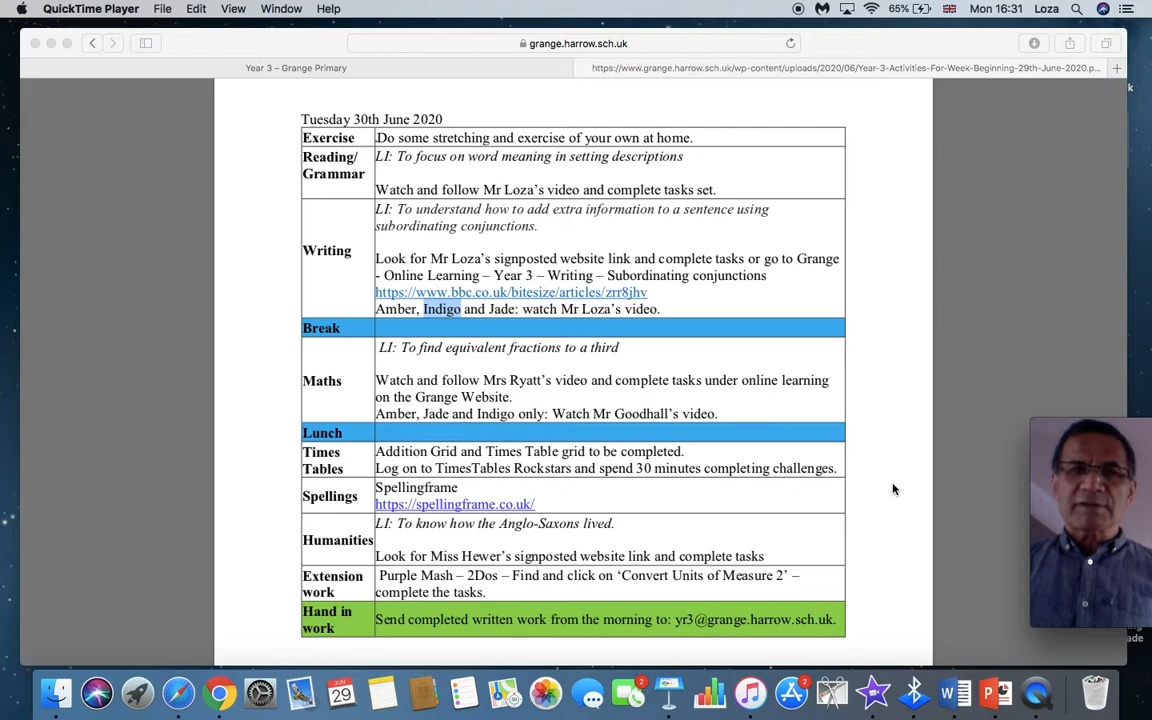 QuickTime Player File Edit View Window Help 65% Mon 16:31 Loza
grange.harrow.sch.uk
Year 3 – Grange Primary
https://www.grange.harrow.sch.uk/wp-content/uploads/2020/06/Year-3-Activities-For-Week-Beginning-29th-June-2020.p...
Tuesday 30th June 2020
Exercise
.Do some stretching and exercise of your own at home.
Reading/
Grammar
LI: To focus on word meaning in setting descriptions
Watch and follow Mr Loza's video and complete tasks set.
Writing
LI: To understand how to add extra information to a sentence using
subordinating conjunctions.
Look for Mr Loza's signposted website link and complete tasks or go to Grange
- Online Learning – Year 3 – Writing – Subordinating conjunctions
https://www.bbc.co.uk/bitesize/articles/zrr8jhv
Amber, Indigo and Jade: watch Mr Loza's video.
Break
Maths
LI: To find equivalent fractions to a third
Watch and follow Mrs Ryatt's video and complete tasks under online learning
on the Grange Website.
Amber, Jade and Indigo only: Watch Mr Goodhall's video.
Lunch
Times
Tables
Addition Grid and Times Table grid to be completed.
Log on to TimesTables Rockstars and spend 30 minutes completing challenges.
Spellings
Spellingframe
https://spellingframe.co.uk/
Humanities
LI: To know how the Anglo-Saxons lived.
Look for Miss Hewer's signposted website link and complete tasks
Extension
work
Purple Mash – 2Dos – Find and click on 'Convert Units of Measure 2' –
complete the tasks.
Hand in
work
Send completed written work from the morning to: yr3@grange.harrow.sch.uk.
ade
29
2
2
W
P